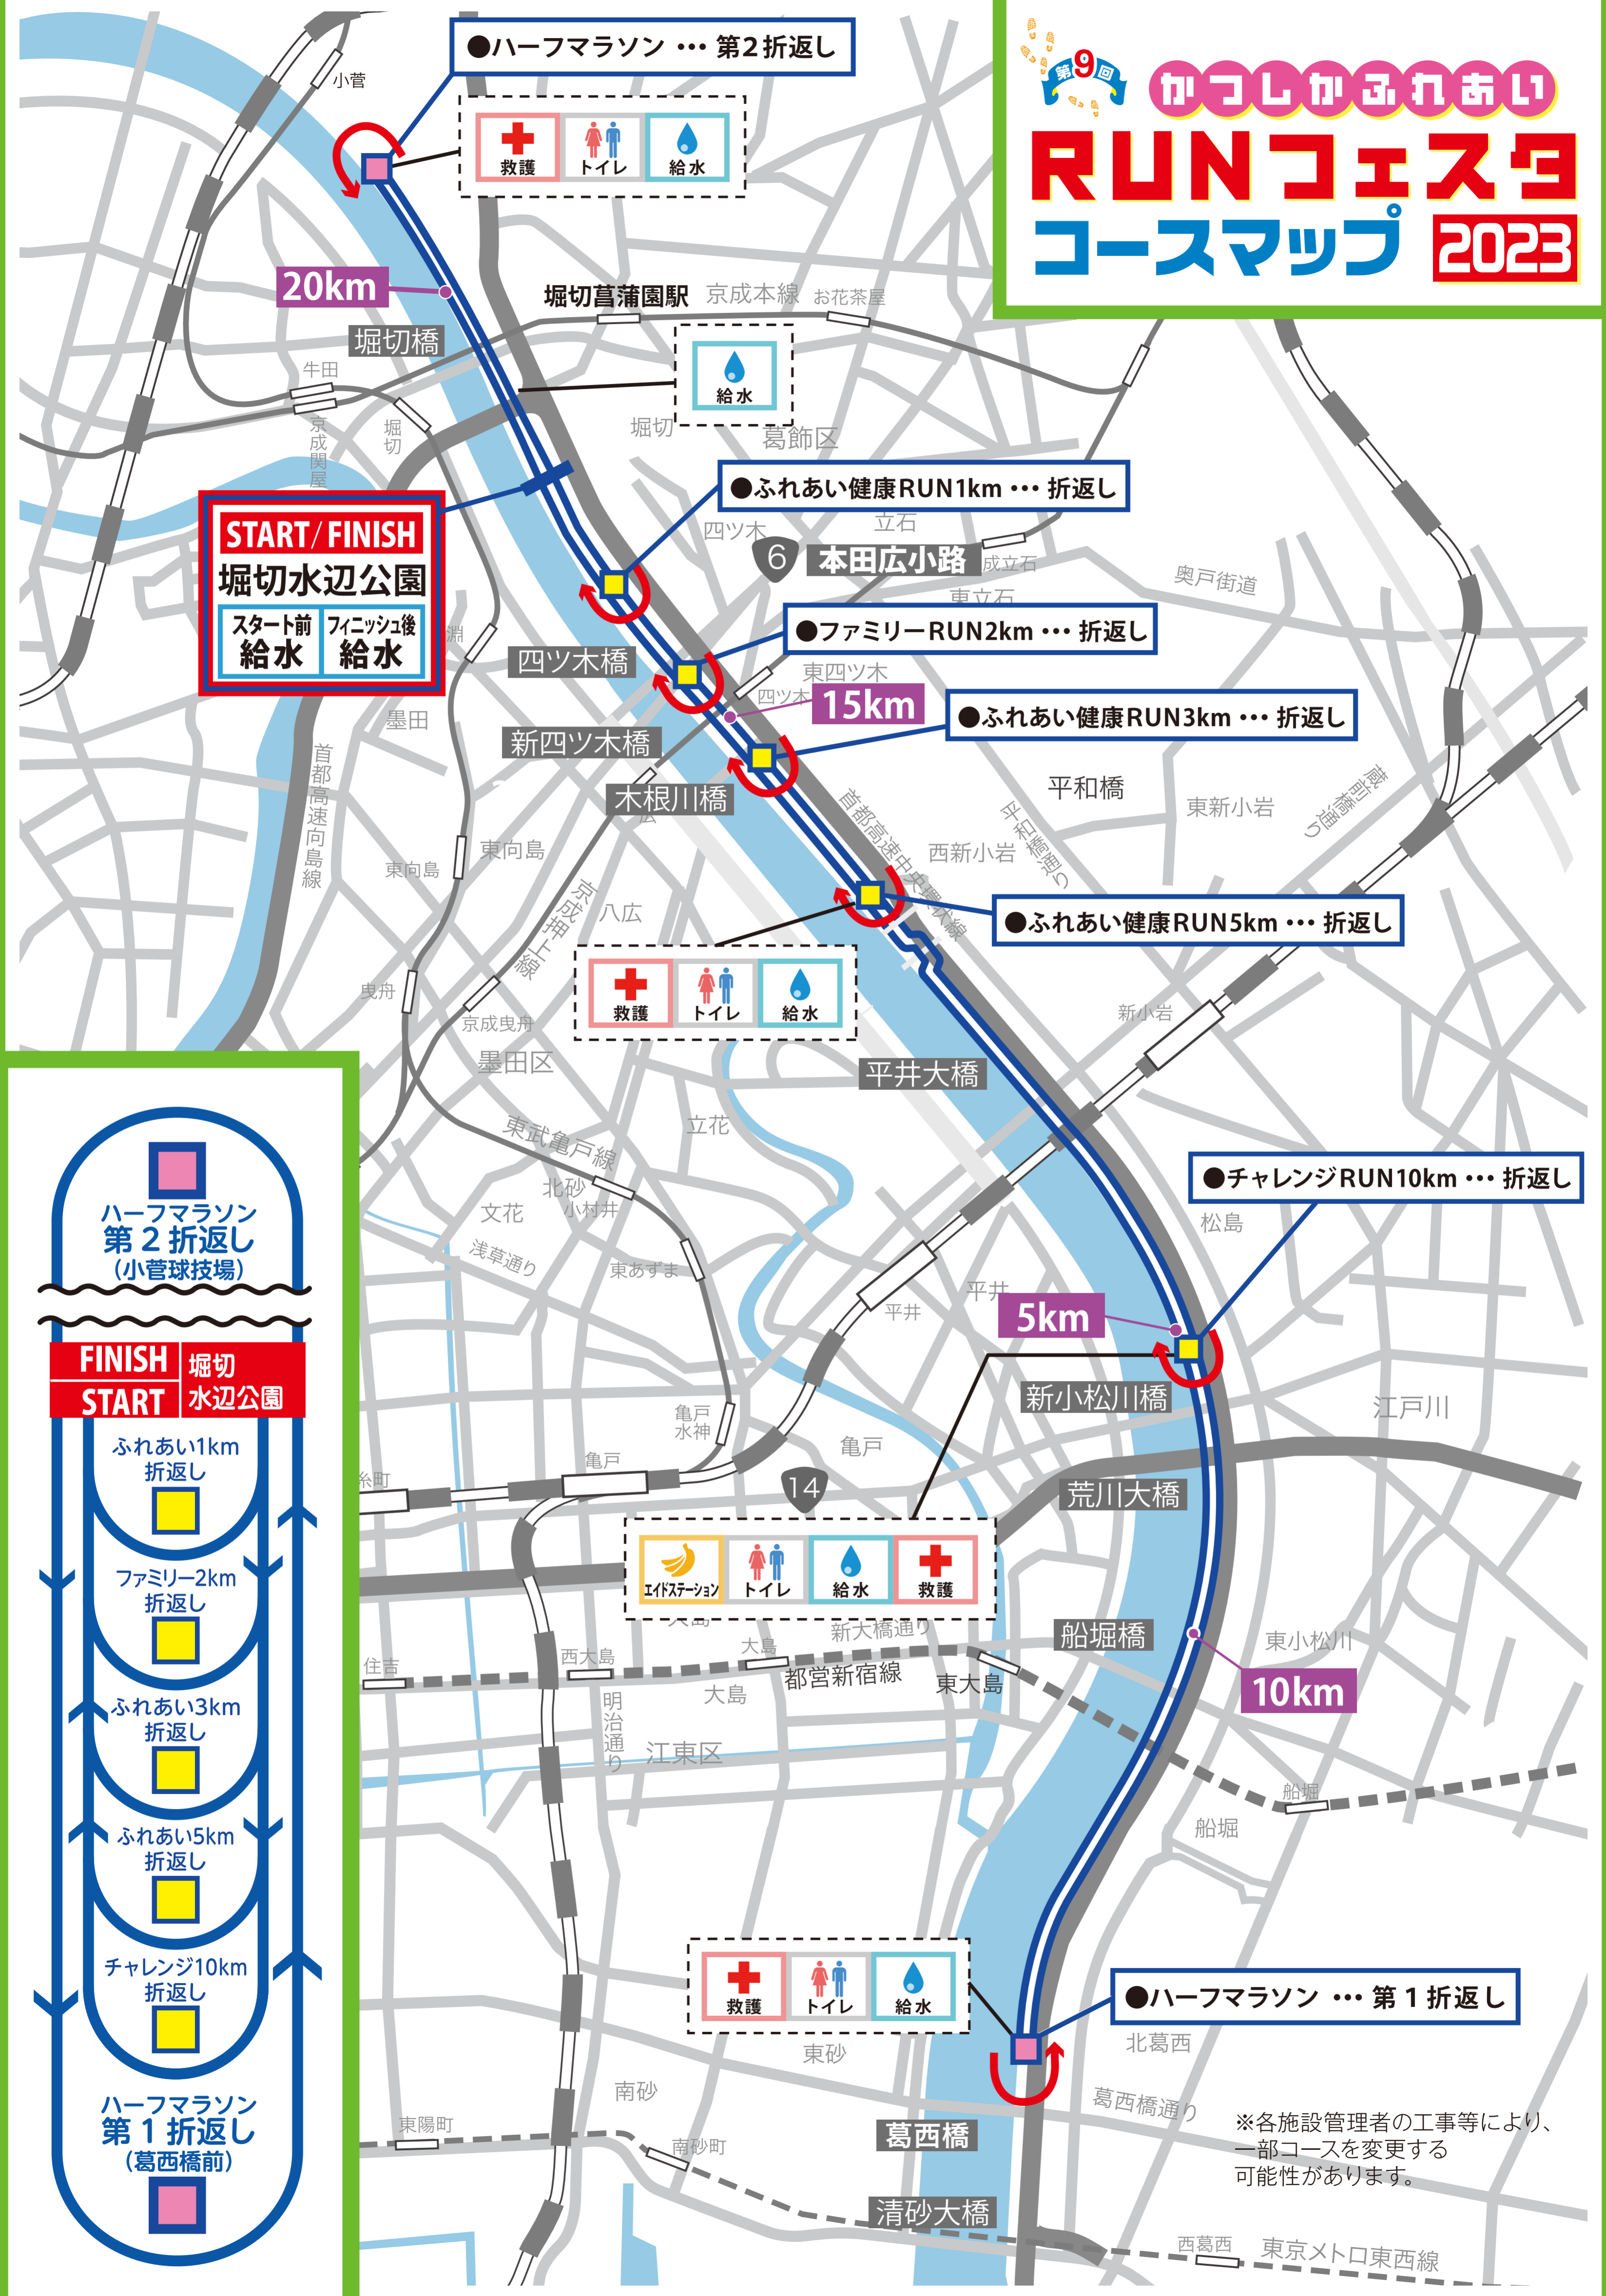 第9回
かつしかふれあい
RUNフェスタ
コースマップ 2023
●ハーフマラソン ••• 第2折返し
小菅
救護
トイレ
給水
20km
堀切菖蒲園駅
京成本線
お花茶屋
堀切橋
牛田
給水
京成関屋
堀切
堀切
葛飾区
●ふれあい健康RUN1km ••• 折返し
START/FINISH
堀切水辺公園
スタート前
給水
フィニッシュ後
給水
四ツ木
立石
6
本田広小路
成立石
奥戸街道
東立石
●ファミリーRUN2km ••• 折返し
淵
四ツ木橋
東四ツ木
四ツ木
15km
●ふれあい健康RUN3km ••• 折返し
墨田
新四ツ木橋
首都高速向島線
木根川橋
広
首都高速中央環状線
平和橋
平和橋通り
東新小岩
蔵前橋通り
東向島
東向島
西新小岩
京成押上線
八広
●ふれあい健康RUN5km ••• 折返し
救護
トイレ
給水
曳舟
京成曳舟
新小岩
墨田区
平井大橋
立花
東武亀戸線
北砂
小村井
文花
浅草通り
東あずま
●チャレンジRUN10km ••• 折返し
松島
平井
平井
5km
新小松川橋
江戸川
亀戸水神
亀戸
亀戸
糸町
14
荒川大橋
エイドステーション
トイレ
給水
救護
大島
新大橋通り
船堀橋
東小松川
住吉
西大島
大島
都営新宿線
東大島
10km
明治通り
大島
江東区
船堀
船堀
救護
トイレ
給水
●ハーフマラソン ••• 第1折返し
東砂
北葛西
南砂
葛西橋通り
東陽町
葛西橋
南砂町
清砂大橋
西葛西
東京メトロ東西線
※各施設管理者の工事等により、
一部コースを変更する
可能性があります。
ハーフマラソン
第2折返し
(小菅球技場)
FINISH
START
堀切
水辺公園
ふれあい1km
折返し
ファミリー2km
折返し
ふれあい3km
折返し
ふれあい5km
折返し
チャレンジ10km
折返し
ハーフマラソン
第1折返し
(葛西橋前)